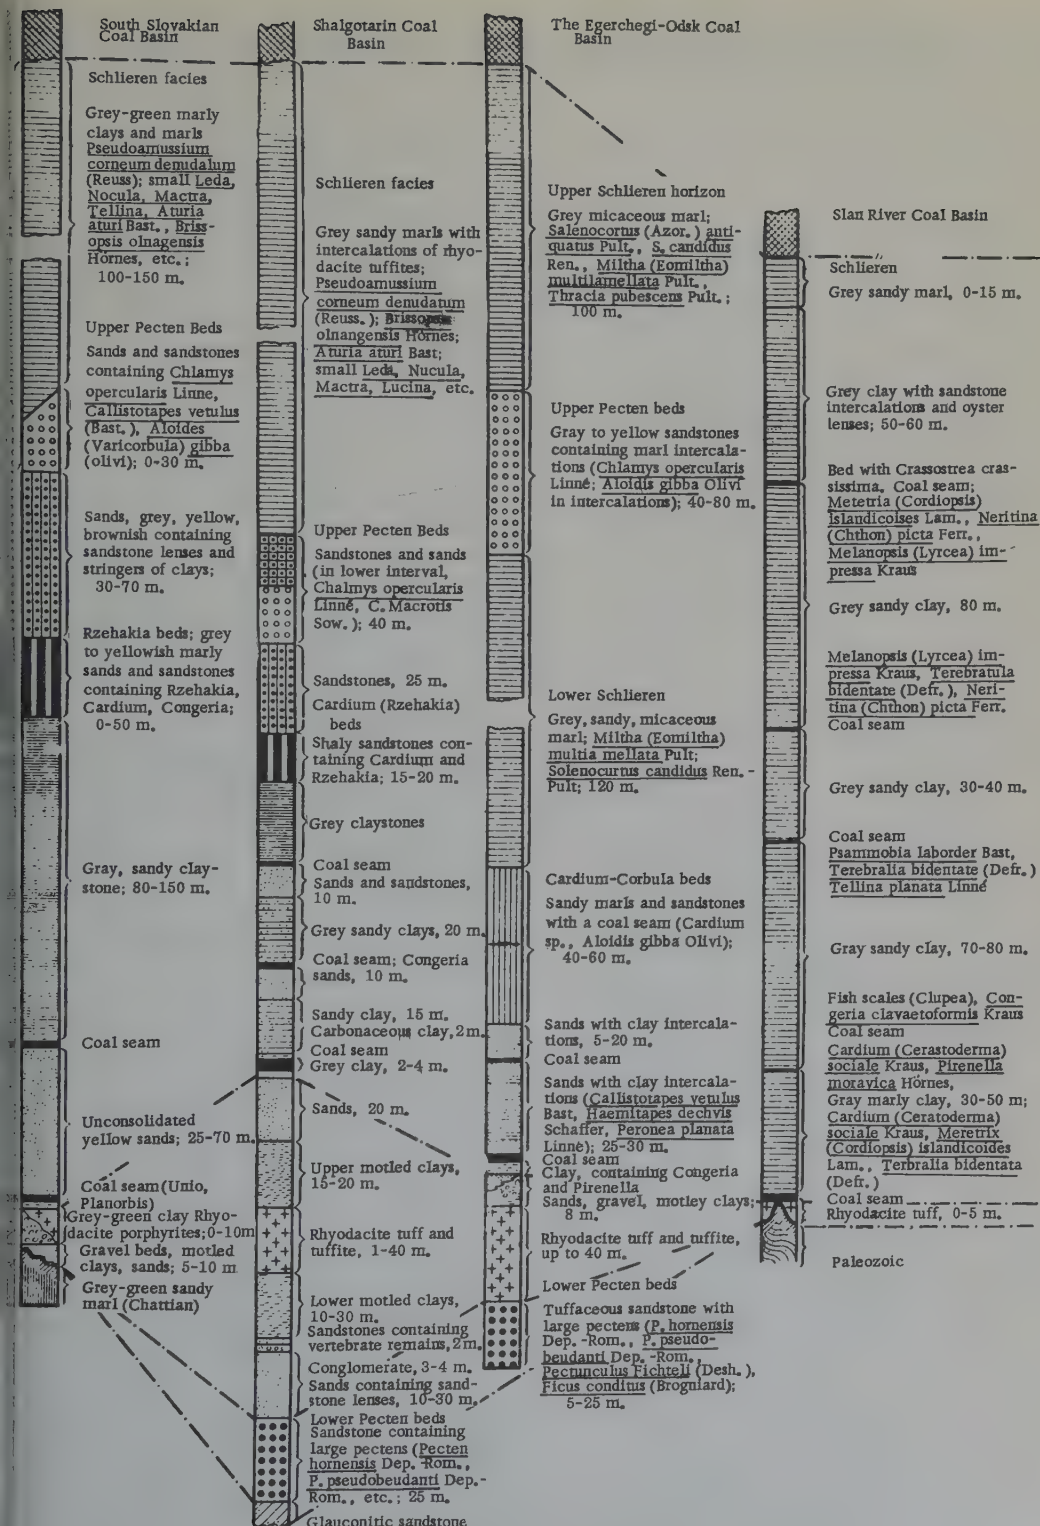 South Slovakian
Coal Basin
Schlieren facies
Grey-green marly
clays and marls
Pseudoamussium
corneum denudalum
(Reuss); small Leda,
Nocula, Mactra,
Tellina, Aturia
aturi Bast., Briss-
opsis olnagensis
Hornes, etc.;
100-150 m.
Upper Pecten Beds
Sands and sandstones
containing Chlamys
opercularis Linne,
Callistotapes vetulus
(Bast.), Aloides
(Varicorbula) gibba
(olivi); 0-30 m.
Sands, grey, yellow,
brownish containing
sandstone lenses and
stringers of clays;
30-70 m.
Rzehakia beds; grey
to yellowish marly
sands and sandstones
containing Rzehakia,
Cardium, Congeria;
0-50 m.
Gray, sandy clay-
stone; 80-150 m.
Coal seam
Unconsolidated
yellow sands; 25-70 m.
Coal seam (Unio,
Planorbis)
Grey-green clay Rhyo-
dacite porphyrites; 0-10m
Gravel beds, motled
clays, sands; 5-10 m
Grey-green sandy
marl (Chattian)
Shalgotarin Coal
Basin
Schlieren facies
Grey sandy marls with
intercalations of rhyo-
dacite tuffites;
Pseudoamussium
corneum denudatum
(Reuss.); Brissopsis
olnangensis Hornes;
Aturia aturi Bast;
small Leda, Nucula,
Mactra, Lucina, etc.
Upper Pecten Beds
Sandstones and sands
(in lower interval,
Chalmys opercularis
Linné, C. Macrotis
Sow.); 40 m.
Sandstones, 25 m.
Cardium (Rzehakia)
beds
Shaly sandstones con-
taining Cardium and
Rzehakia; 15-20 m.
Grey claystones
Coal seam
Sands and sandstones,
10 m.
Grey sandy clays, 20 m.
Coal seam; Congeria
sands, 10 m.
Sandy clay, 15 m.
Carbonaceous clay, 2 m.
Coal seam
Grey clay, 2-4 m.
Sands, 20 m.
Upper motled clays,
15-20 m.
Rhyodacite tuff and
tuffite, 1-40 m.
Lower motled clays,
10-30 m.
Sandstones containing
vertebrate remains, 2m.
Conglomerate, 3-4 m.
Sands containing sand-
stone lenses, 10-30 m.
Lower Pecten beds
Sandstone containing
large pectens (Pecten
hornensis Dep. -Rom.,
P. pseudobeudanti Dep.-
Rom., etc.; 25 m.
Glauconitic sandstone
The Egerchegi-Odsk Coal
Basin
Upper Schlieren horizon
Grey micaceous marl;
Salenocortus (Azor.) anti-
quatus Pult., S. candidus
Ren., Miltha (Eomiltha)
multilamellata Pult.,
Thracia pubescens Pult.;
100 m.
Upper Pecten beds
Gray to yellow sandstones
containing marl intercala-
tions (Chlamys opercularis
Linné; Aloidis gibba Olivi
in intercalations); 40-80 m.
Lower Schlieren
Grey, sandy, micaceous
marl; Miltha (Eomiltha)
multia mellata Pult;
Solenocurtus candidus Ren. -
Pult; 120 m.
Cardium-Corbula beds
Sandy marls and sandstones
with a coal seam (Cardium
sp., Aloidis gibba Olivi);
40-60 m.
Sands with clay intercala-
tions, 5-20 m.
Coal seam
Sands with clay intercala-
tions (Callistotapes vetulus
Bast, Haemitapes dechvis
Schaffer, Peronea planata
Linné); 25-30 m.
Coal seam
Clay, containing Congeria
and Pirenella
Sands, gravel, motley clays;
8 m.
Rhyodacite tuff and tuffite,
up to 40 m.
Lower Pecten beds
Tuffaceous sandstone with
large pectens (P. hornensis
Dep. -Rom., P. pseudo-
beudanti Dep. -Rom.,
Pectunculus Fichteli (Desh.),
Ficus conditus (Brogniard);
5-25 m.
Slan River Coal Basin
Schlieren
Grey sandy marl, 0-15 m.
Grey clay with sandstone
intercalations and oyster
lenses; 50-60 m.
Bed with Crassostrea cras-
sissima, Coal seam;
Metetria (Cordiopsis)
islandicoises Lam., Neritina
(Chthon) picta Ferr.,
Melanopsis (Lyrcea) im-
pressa Kraus
Grey sandy clay, 80 m.
Melanopsis (Lyrcea) im-
pressa Kraus, Terebratula
bidentate (Defr.), Neri-
tina (Chthon) picta Ferr.
Coal seam
Grey sandy clay, 30-40 m.
Coal seam
Psammobia laborder Bast,
Terebralia bidentate (Defr.)
Tellina planata Linné
Gray sandy clay, 70-80 m.
Fish scales (Clupea), Con-
geria clavaetoformis Kraus
Coal seam
Cardium (Cerastoderma)
sociale Kraus, Pirenella
moravica Hornes,
Gray marly clay, 30-50 m;
Cardium (Ceratoderma)
sociale Kraus, Meretrix
(Cordiopsis) islandicoides
Lam., Terbralia bidentata
(Defr.)
Coal seam
Rhyodacite tuff, 0-5 m.
Paleozoic